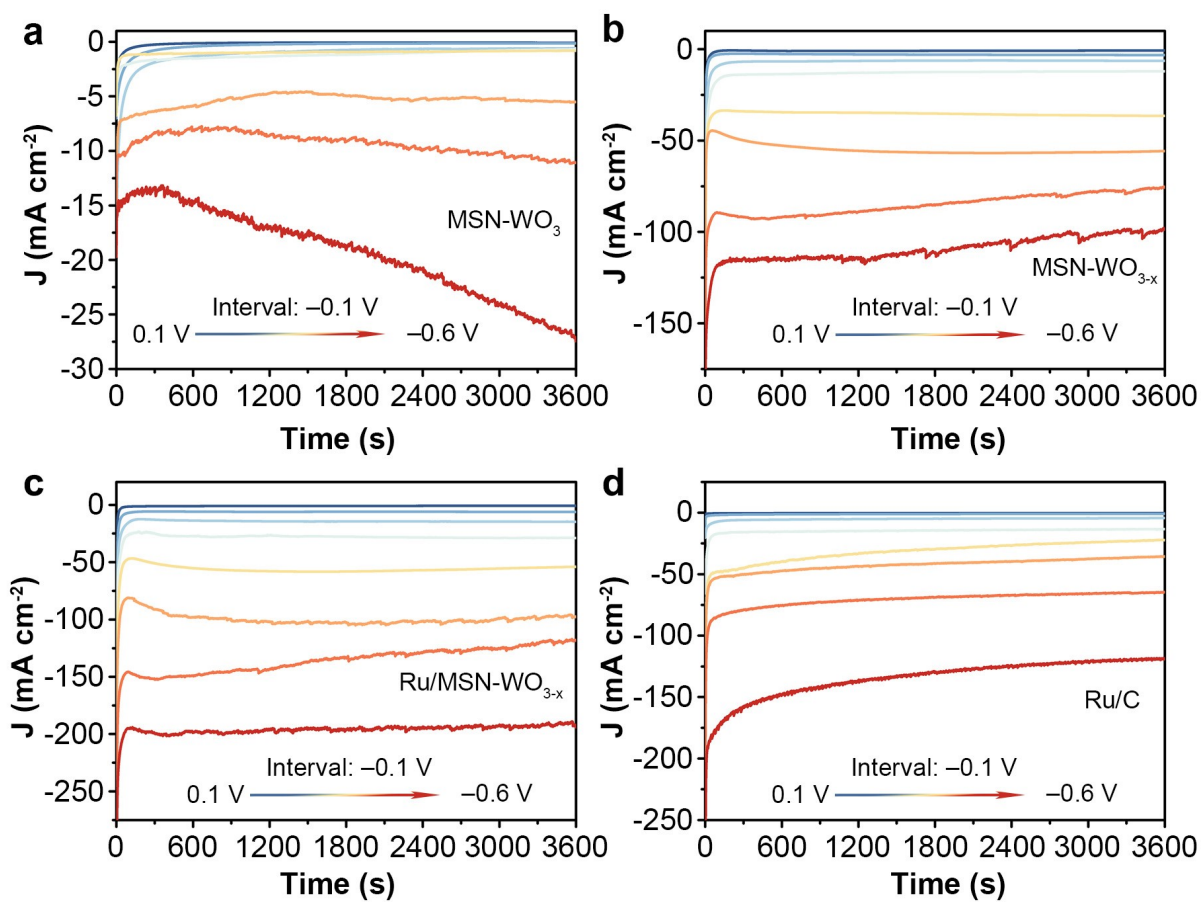 a
0
-5
-10
-15
-20
-25
-30
J (mA cm⁻²)
MSN-WO₃
Interval: –0.1 V
0.1 V –0.6 V
0 600 1200 1800 2400 3000 3600
Time (s)
b
0
-50
-100
-150
J (mA cm⁻²)
MSN-WO₃₋ₓ
Interval: –0.1 V
0.1 V –0.6 V
0 600 1200 1800 2400 3000 3600
Time (s)
c
0
-50
-100
-150
-200
-250
J (mA cm⁻²)
Ru/MSN-WO₃₋ₓ
Interval: –0.1 V
0.1 V –0.6 V
0 600 1200 1800 2400 3000 3600
Time (s)
d
0
-50
-100
-150
-200
-250
J (mA cm⁻²)
Ru/C
Interval: –0.1 V
0.1 V –0.6 V
0 600 1200 1800 2400 3000 3600
Time (s)